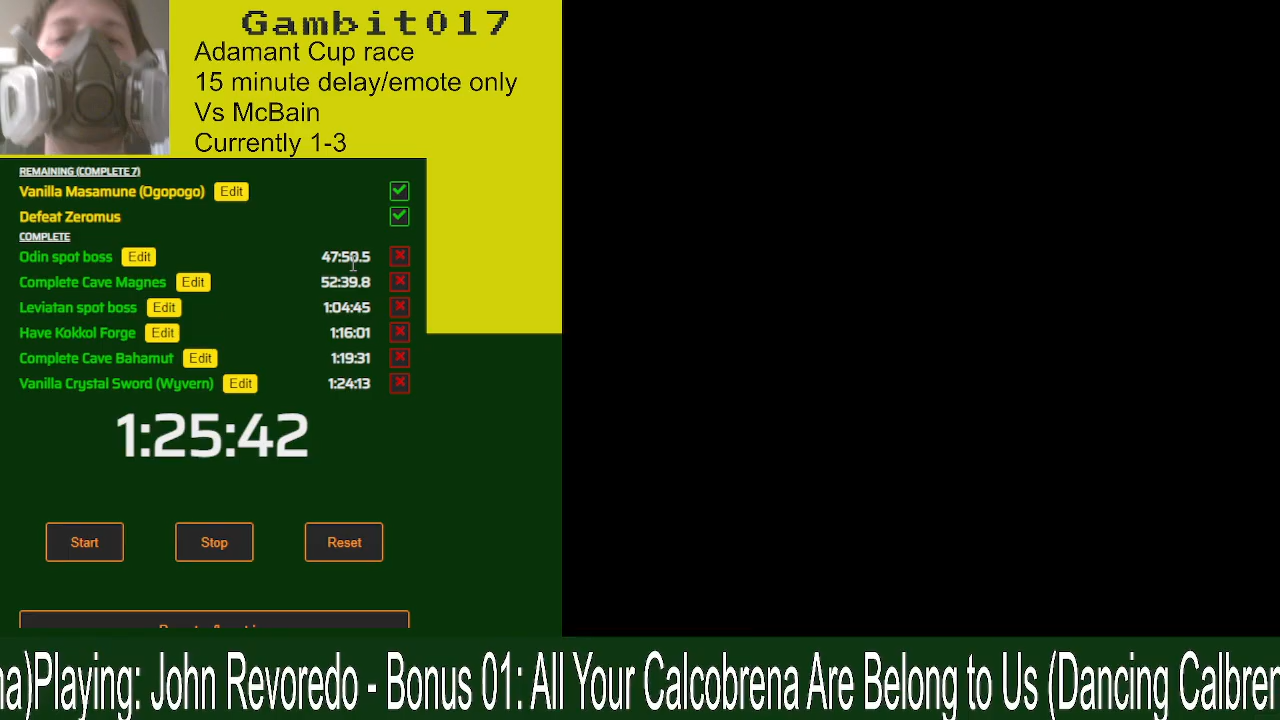 Gambit017
Adamant Cup race
15 minute delay/emote only
Vs McBain
Currently 1-3
REMAINING (COMPLETE 7)
Vanilla Masamune (Ogopogo) Edit
Defeat Zeromus
COMPLETE
Odin spot boss Edit 47:50.5
Complete Cave Magnes Edit 52:39.8
Leviatan spot boss Edit 1:04:45
Have Kokkol Forge Edit 1:16:01
Complete Cave Bahamut Edit 1:19:31
Vanilla Crystal Sword (Wyvern) Edit 1:24:13
1:25:42
Start Stop Reset
na)Playing: John Revoredo - Bonus 01: All Your Calcobrena Are Belong to Us (Dancing Calbren